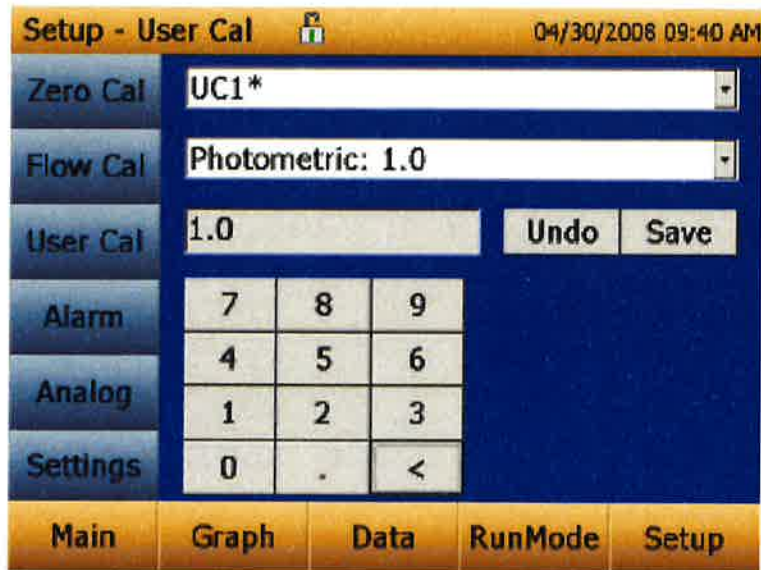 Setup - User Cal 04/30/2008 09:40 AM
Zero Cal
UC1*
Flow Cal
Photometric: 1.0
User Cal
1.0
Undo
Save
Alarm
7 8 9
4 5 6
Analog
1 2 3
Settings
0 . <
Main Graph Data RunMode Setup